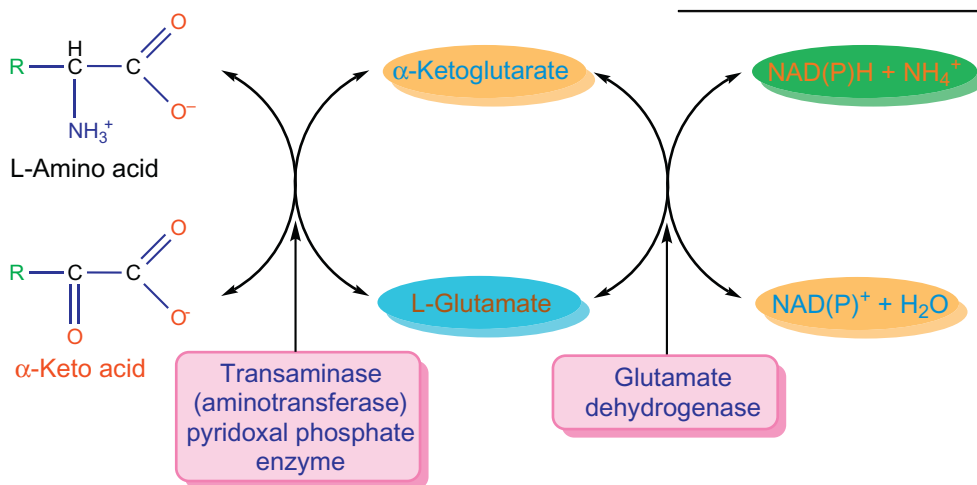 H
R
C
C
O
O⁻
NH₃⁺
L-Amino acid
α-Ketoglutarate
NAD(P)H + NH₄⁺
R
C
C
O
O⁻
O
α-Keto acid
L-Glutamate
NAD(P)⁺ + H₂O
Transaminase
(aminotransferase)
pyridoxal phosphate
enzyme
Glutamate
dehydrogenase